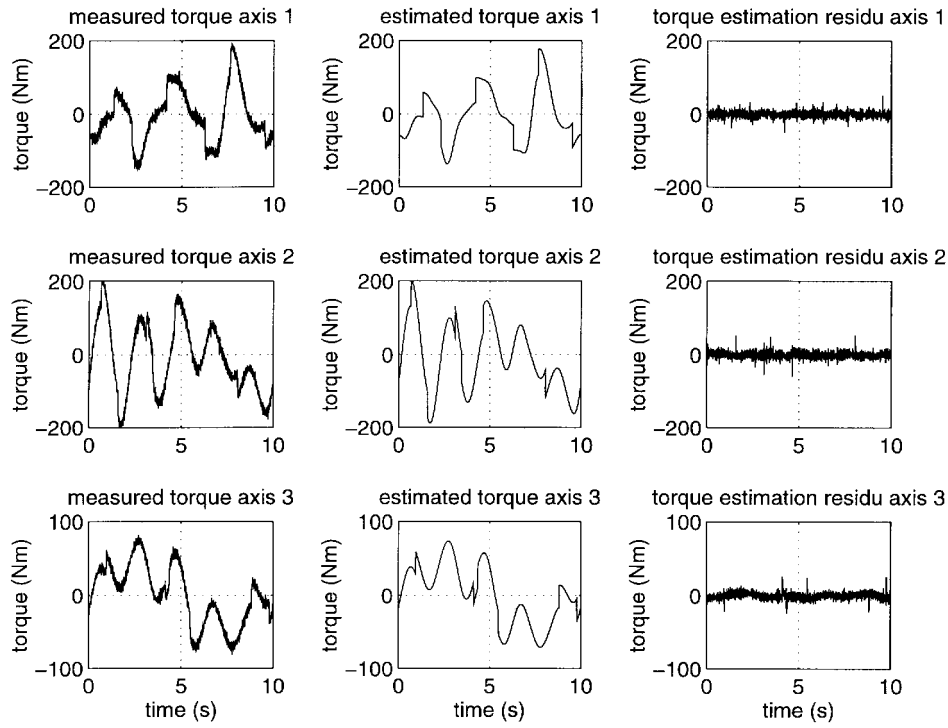 measured torque axis 1
estimated torque axis 1
torque estimation residu axis 1
torque (Nm)
200
0
−200
0
5
10
torque (Nm)
200
0
−200
0
5
10
torque (Nm)
200
0
−200
0
5
10
measured torque axis 2
estimated torque axis 2
torque estimation residu axis 2
torque (Nm)
200
0
−200
0
5
10
torque (Nm)
200
0
−200
0
5
10
torque (Nm)
200
0
−200
0
5
10
measured torque axis 3
estimated torque axis 3
torque estimation residu axis 3
torque (Nm)
100
0
−100
0
5
10
time (s)
torque (Nm)
100
0
−100
0
5
10
time (s)
torque (Nm)
100
0
−100
0
5
10
time (s)